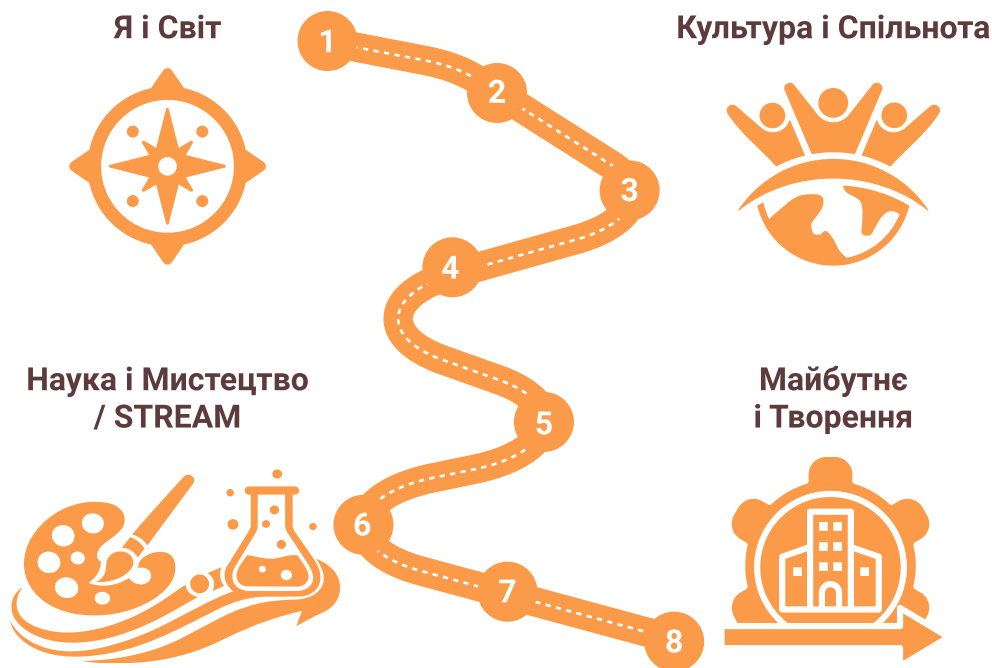 Я і Світ
Культура і Спільнота
1
2
3
4
5
6
7
8
Наука і Мистецтво
/ STREAM
Майбутнє
і Творення